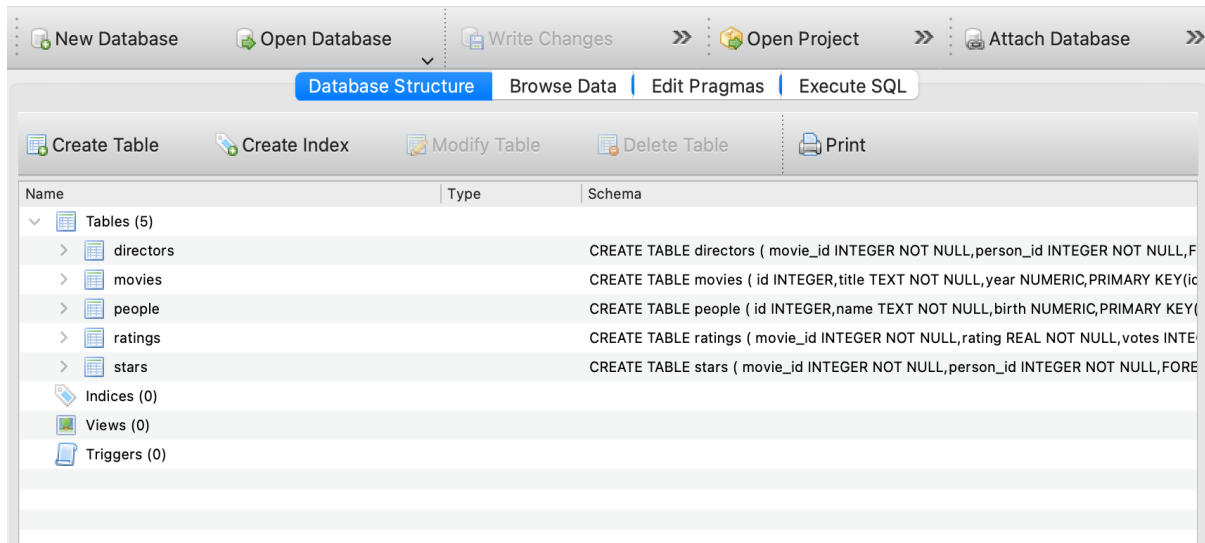 New Database Open Database Write Changes » Open Project » Attach Database »
Database Structure Browse Data Edit Pragmas Execute SQL
Create Table Create Index Modify Table Delete Table Print
Name Type Schema
Tables (5)
directors CREATE TABLE directors ( movie_id INTEGER NOT NULL,person_id INTEGER NOT NULL,F
movies CREATE TABLE movies ( id INTEGER,title TEXT NOT NULL,year NUMERIC,PRIMARY KEY(id
people CREATE TABLE people ( id INTEGER,name TEXT NOT NULL,birth NUMERIC,PRIMARY KEY(
ratings CREATE TABLE ratings ( movie_id INTEGER NOT NULL,rating REAL NOT NULL,votes INTE
stars CREATE TABLE stars ( movie_id INTEGER NOT NULL,person_id INTEGER NOT NULL,FORE
Indices (0)
Views (0)
Triggers (0)